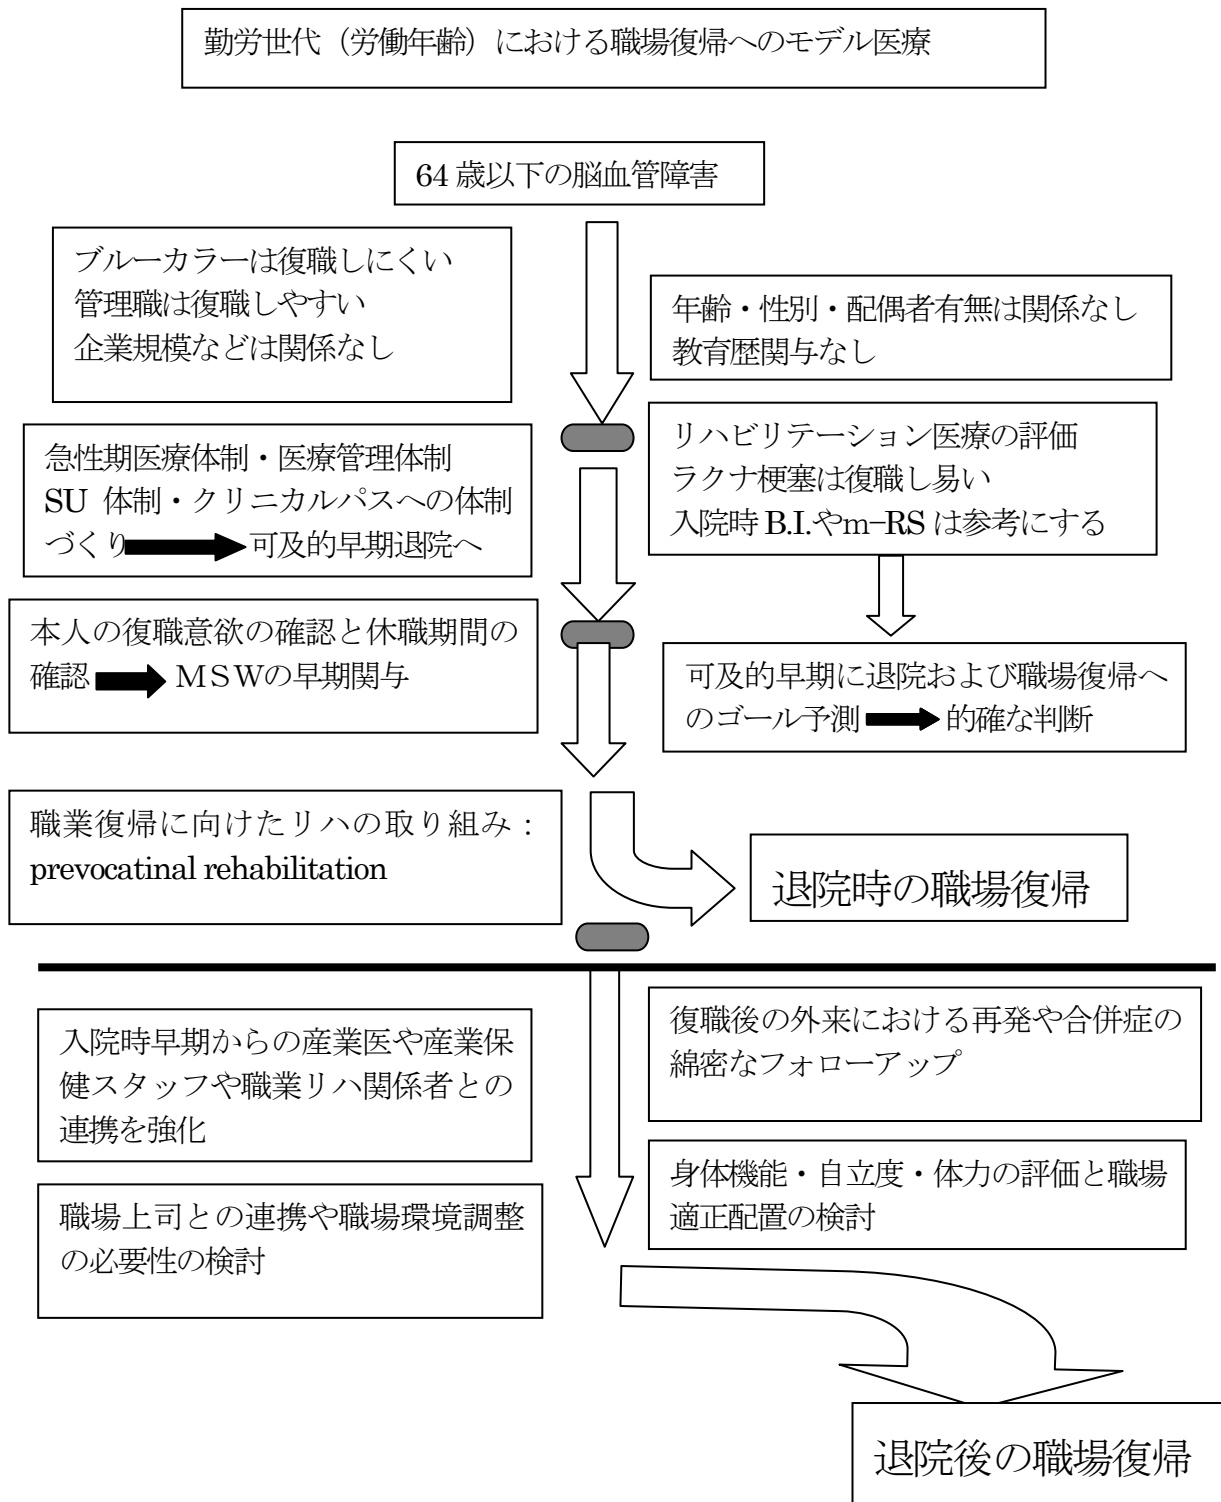 勤労世代（労働年齢）における職場復帰へのモデル医療
64歳以下の脳血管障害
ブルーカラーは復職しにくい
管理職は復職しやすい
企業規模などは関係なし
年齢・性別・配偶者有無は関係なし
教育歴関与なし
急性期医療体制・医療管理体制
SU 体制・クリニカルパスへの体制
づくり 可及的早期退院へ
リハビリテーション医療の評価
ラクナ梗塞は復職し易い
入院時 B.I.やm-RS は参考にする
本人の復職意欲の確認と休職期間の
確認 ＭＳＷの早期関与
可及的早期に退院および職場復帰へ
のゴール予測 的確な判断
職業復帰に向けたリハの取り組み：
prevocatinal rehabilitation
退院時の職場復帰
入院時早期からの産業医や産業保
健スタッフや職業リハ関係者との
連携を強化
復職後の外来における再発や合併症の
綿密なフォローアップ
職場上司との連携や職場環境調整
の必要性の検討
身体機能・自立度・体力の評価と職場
適正配置の検討
退院後の職場復帰